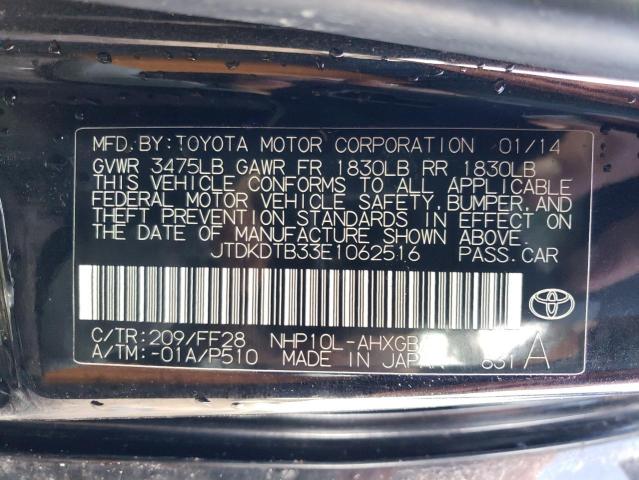 MFD.BY:TOYOTA MOTOR CORPORATION 01/14
GVWR 3475LB GAWR FR 1830LB RR 1830LB
THIS VEHICLE CONFORMS TO ALL APPLICABLE
FEDERAL MOTOR VEHICLE SAFETY,BUMPER,AND
THEFT PREVENTION STANDARDS IN EFFECT ON
THE DATE OF MANUFACTURE SHOWN ABOVE.
JTDKDTB33E1062516 PASS.CAR
C/TR:209/FF28 NHP10L-AHXGB
A/TM:-01A/P510 MADE IN JAPAN 631 A